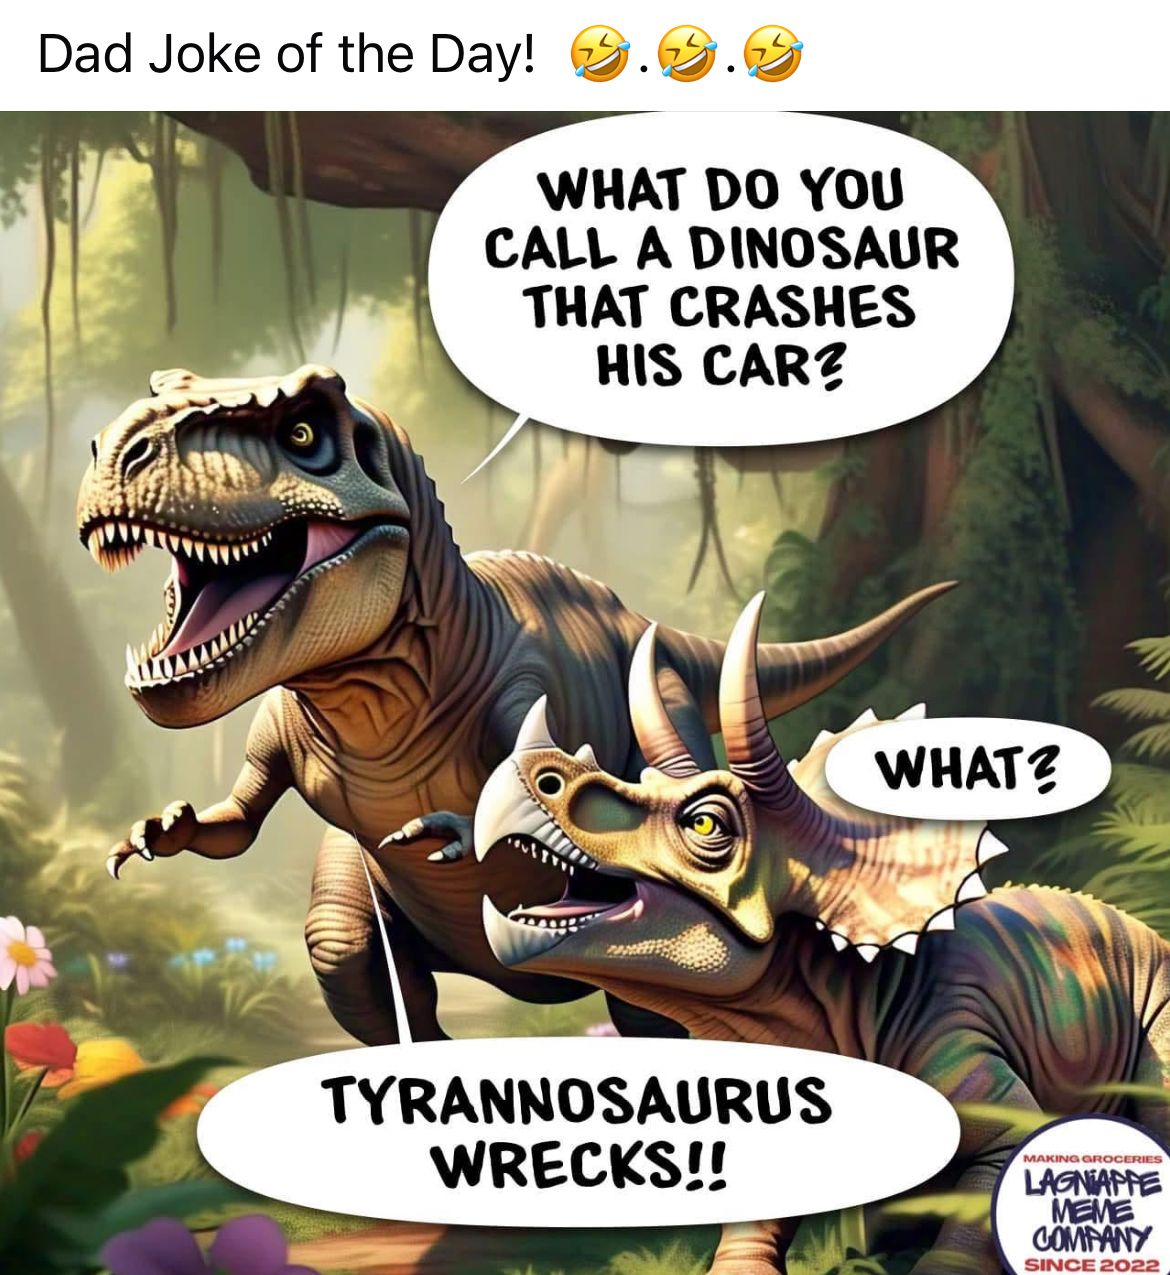 Dad Joke of the Day! 🤣.🤣.🤣
WHAT DO YOU
CALL A DINOSAUR
THAT CRASHES
HIS CAR?
WHAT?
TYRANNOSAURUS
WRECKS!!
MAKING GROCERIES
LAGNIAPPE
MEME
COMPANY
SINCE 2022